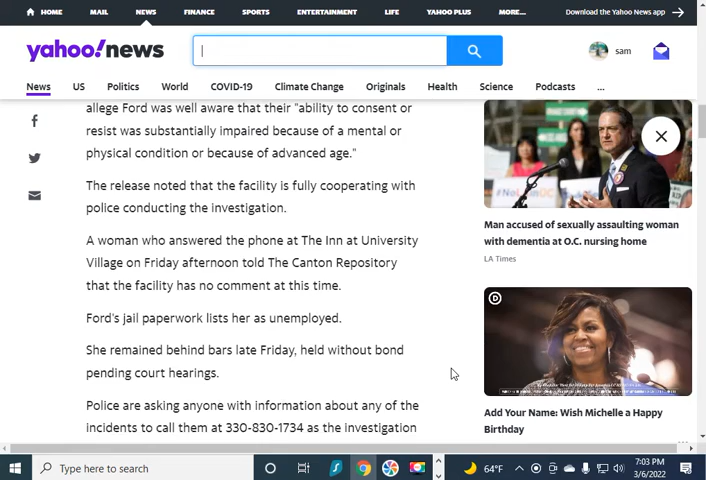 HOME MAIL NEWS FINANCE SPORTS ENTERTAINMENT LIFE YAHOO PLUS MORE... Download the Yahoo News app
yahoo!news
sam
News US Politics World COVID-19 Climate Change Originals Health Science Podcasts ...
allege Ford was well aware that their "ability to consent or
resist was substantially impaired because of a mental or
physical condition or because of advanced age."
The release noted that the facility is fully cooperating with
police conducting the investigation.
A woman who answered the phone at The Inn at University
Village on Friday afternoon told The Canton Repository
that the facility has no comment at this time.
Ford's jail paperwork lists her as unemployed.
She remained behind bars late Friday, held without bond
pending court hearings.
Police are asking anyone with information about any of the
incidents to call them at 330-830-1734 as the investigation
Man accused of sexually assaulting woman
with dementia at O.C. nursing home
LA Times
D
Add Your Name: Wish Michelle a Happy
Birthday
Type here to search
64°F
7:03 PM
3/6/2022